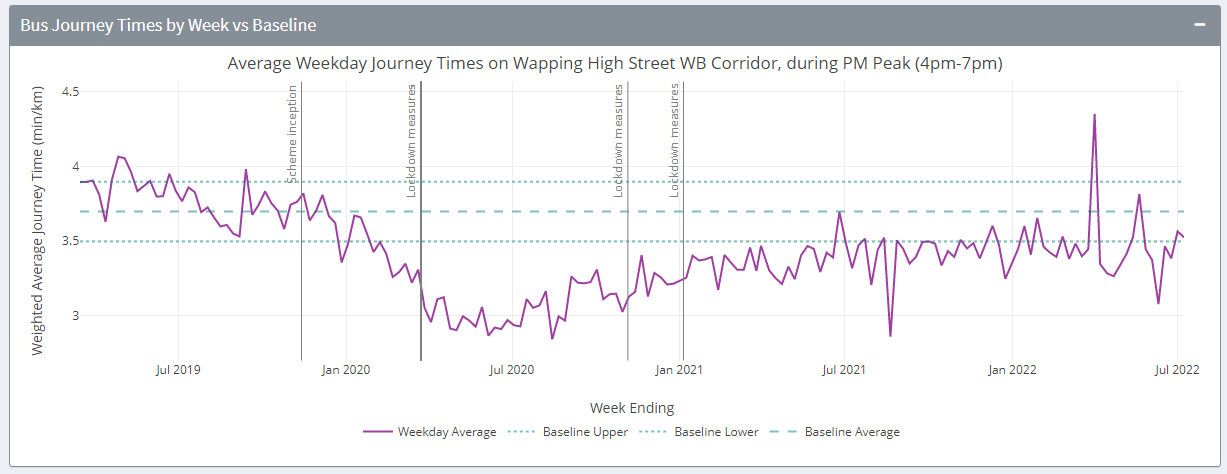 Bus Journey Times by Week vs Baseline
Average Weekday Journey Times on Wapping High Street WB Corridor, during PM Peak (4pm-7pm)
Weighted Average Journey Time (min/km)
4.5
4
3.5
3
Scheme inception
Lockdown measures
Lockdown measures
Lockdown measures
Jul 2019
Jan 2020
Jul 2020
Jan 2021
Jul 2021
Jan 2022
Jul 2022
Week Ending
Weekday Average
Baseline Upper
Baseline Lower
Baseline Average